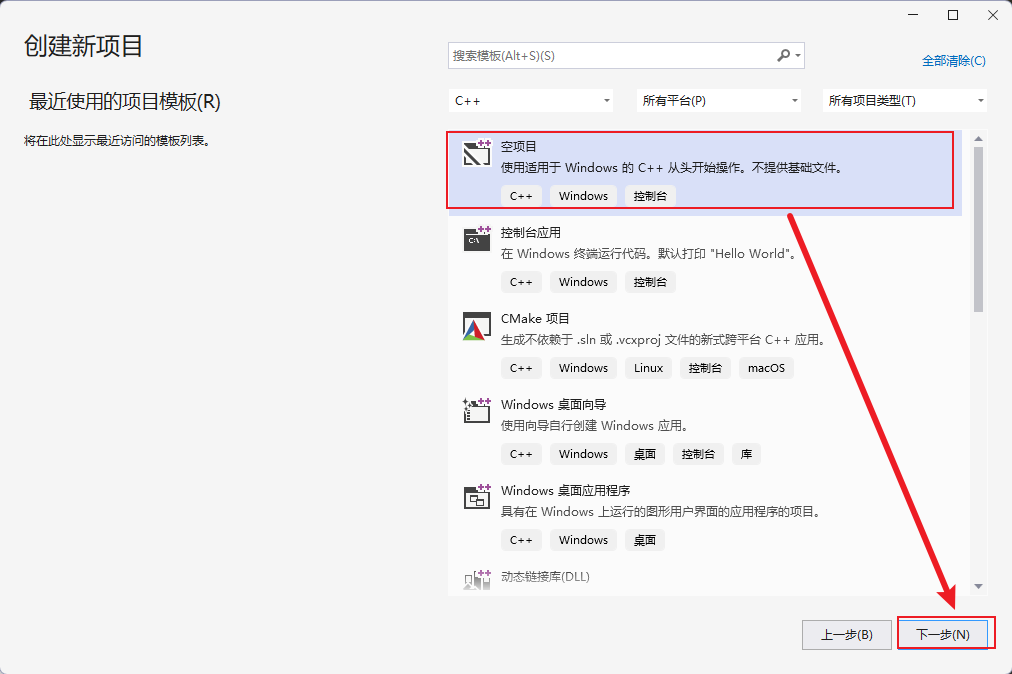 创建新项目
最近使用的项目模板(R)
将在此处显示最近访问的模板列表。
搜索模板(Alt+S)(S)
全部清除(C)
C++
所有平台(P)
所有项目类型(T)
空项目
使用适用于 Windows 的 C++ 从头开始操作。不提供基础文件。
C++ Windows 控制台
控制台应用
在 Windows 终端运行代码。默认打印 "Hello World"。
C++ Windows 控制台
CMake 项目
生成不依赖于 .sln 或 .vcxproj 文件的新式跨平台 C++ 应用。
C++ Windows Linux 控制台 macOS
Windows 桌面向导
使用向导自行创建 Windows 应用。
C++ Windows 桌面 控制台 库
Windows 桌面应用程序
具有在 Windows 上运行的图形用户界面的应用程序的项目。
C++ Windows 桌面
动态链接库(DLL)
上一步(B)
下一步(N)